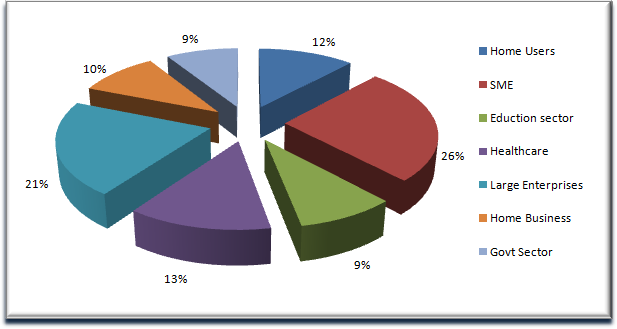 9%
12%
10%
26%
21%
13%
9%
Home Users
SME
Eduction sector
Healthcare
Large Enterprises
Home Business
Govt Sector